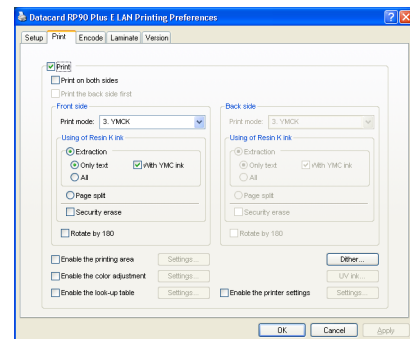 Datacard RP90 Plus E LAN Printing Preferences
Setup Print Encode Laminate Version
Print
Print on both sides
Print the back side first
Front side Back side
Print mode: 3. YMCK Print mode: 3. YMCK
Using of Resin K ink Using of Resin K ink
Extraction Extraction
Only text With YMC ink Only text With YMC ink
All All
Page split Page split
Security erase Security erase
Rotate by 180 Rotate by 180
Enable the printing area Settings... Dither...
Enable the color adjustment Settings... UV ink...
Enable the look-up table Settings... Enable the printer settings Settings...
OK Cancel Apply